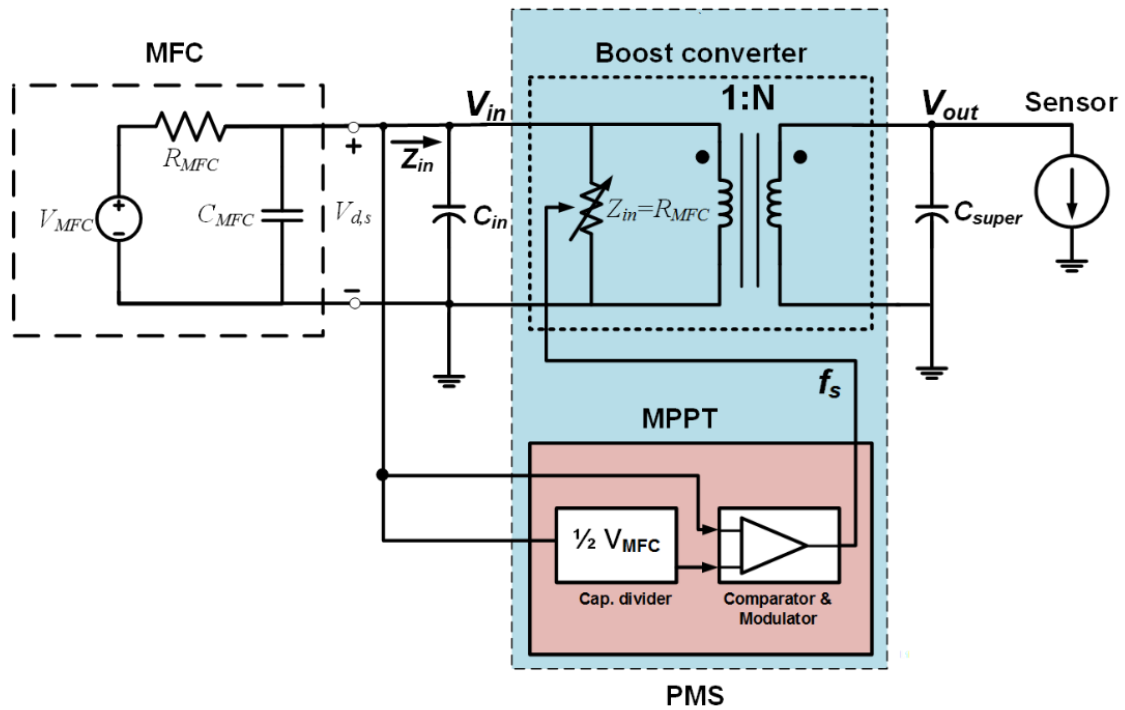 Boost converter
MFC
1:N
V_in
V_out
Sensor
+
Z_in
R_MFC
V_MFC
+
−
C_MFC
V_d,s
C_in
Z_in=R_MFC
C_super
−
f_s
MPPT
½ V_MFC
Cap. divider
Comparator &
Modulator
PMS